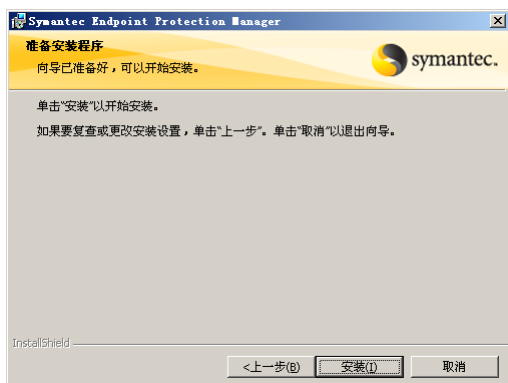 Symantec Endpoint Protection Manager
准备安装程序
向导已准备好，可以开始安装。
symantec.
单击“安装”以开始安装。
如果要复查或更改安装设置，单击“上一步”。单击“取消”以退出向导。
InstallShield
<上一步(B) 安装(I) 取消